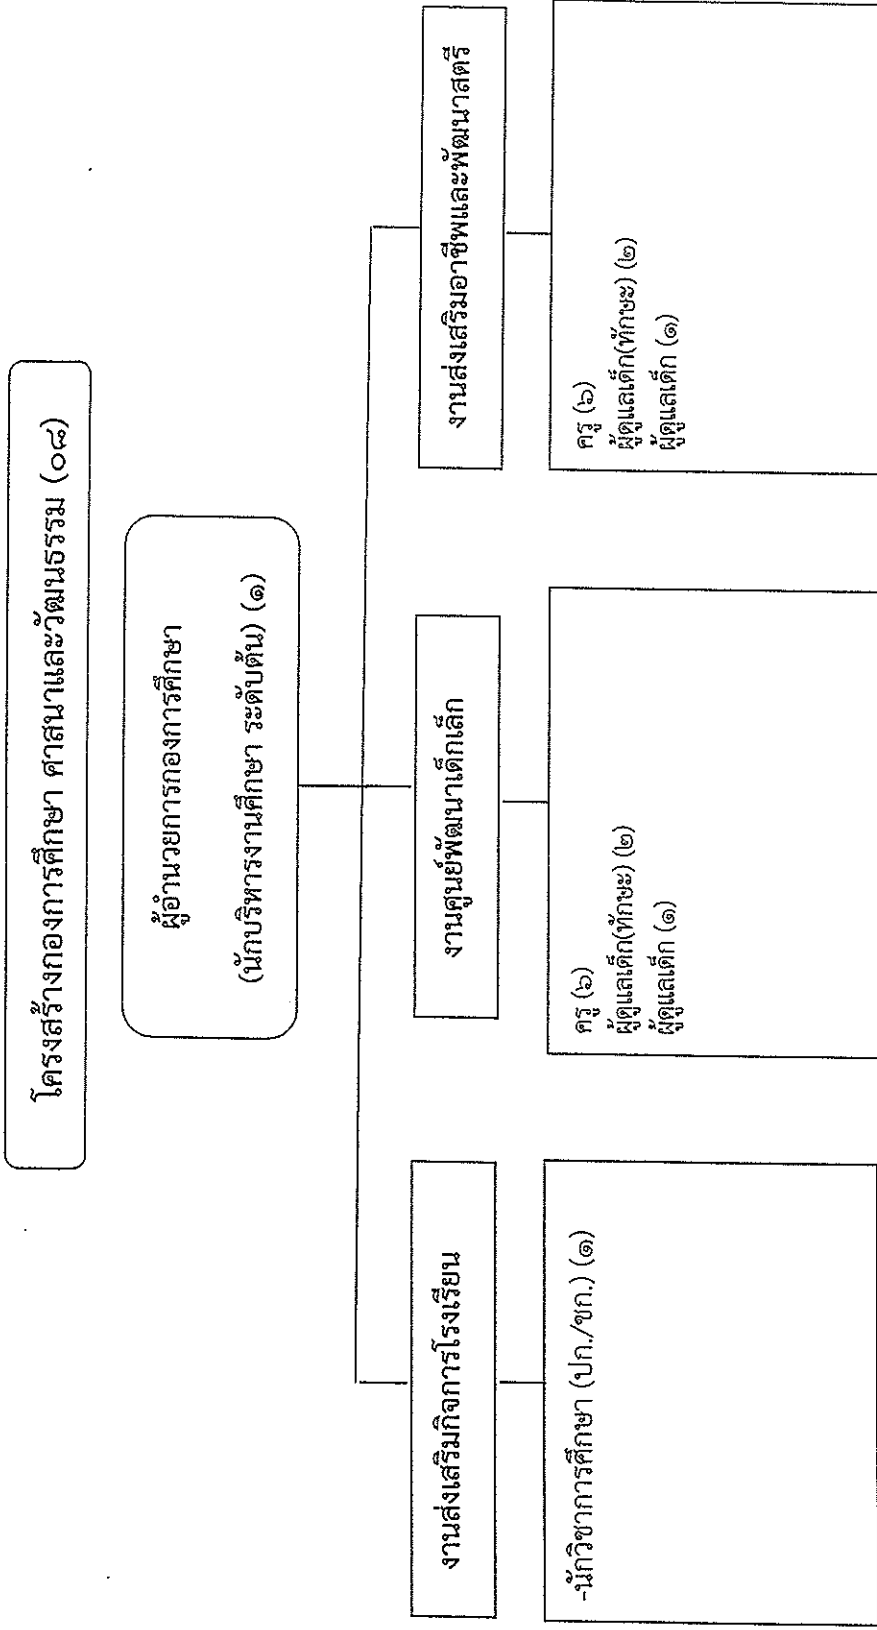 โครงสร้างกองการศึกษา ศาสนาและวัฒนธรรม (๐๘)
ผู้อำนวยการกองการศึกษา
(นักบริหารงานศึกษา ระดับต้น) (๑)
งานส่งเสริมกิจการโรงเรียน
-นักวิชาการศึกษา (ปก./ชก.) (๑)
งานศูนย์พัฒนาเด็กเล็ก
ครู (๖)
ผู้ดูแลเด็ก(ทักษะ) (๒)
ผู้ดูแลเด็ก (๑)
งานส่งเสริมอาชีพและพัฒนาสตรี
ครู (๖)
ผู้ดูแลเด็ก(ทักษะ) (๒)
ผู้ดูแลเด็ก (๑)